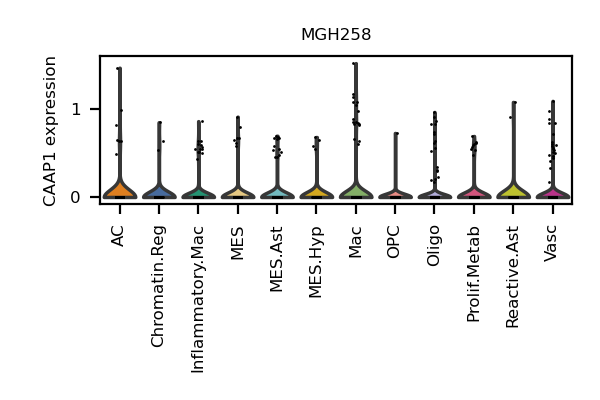 MGH258
CAAP1 expression
1
0
AC
Chromatin.Reg
Inflammatory.Mac
MES
MES.Ast
MES.Hyp
Mac
OPC
Oligo
Prolif.Metab
Reactive.Ast
Vasc